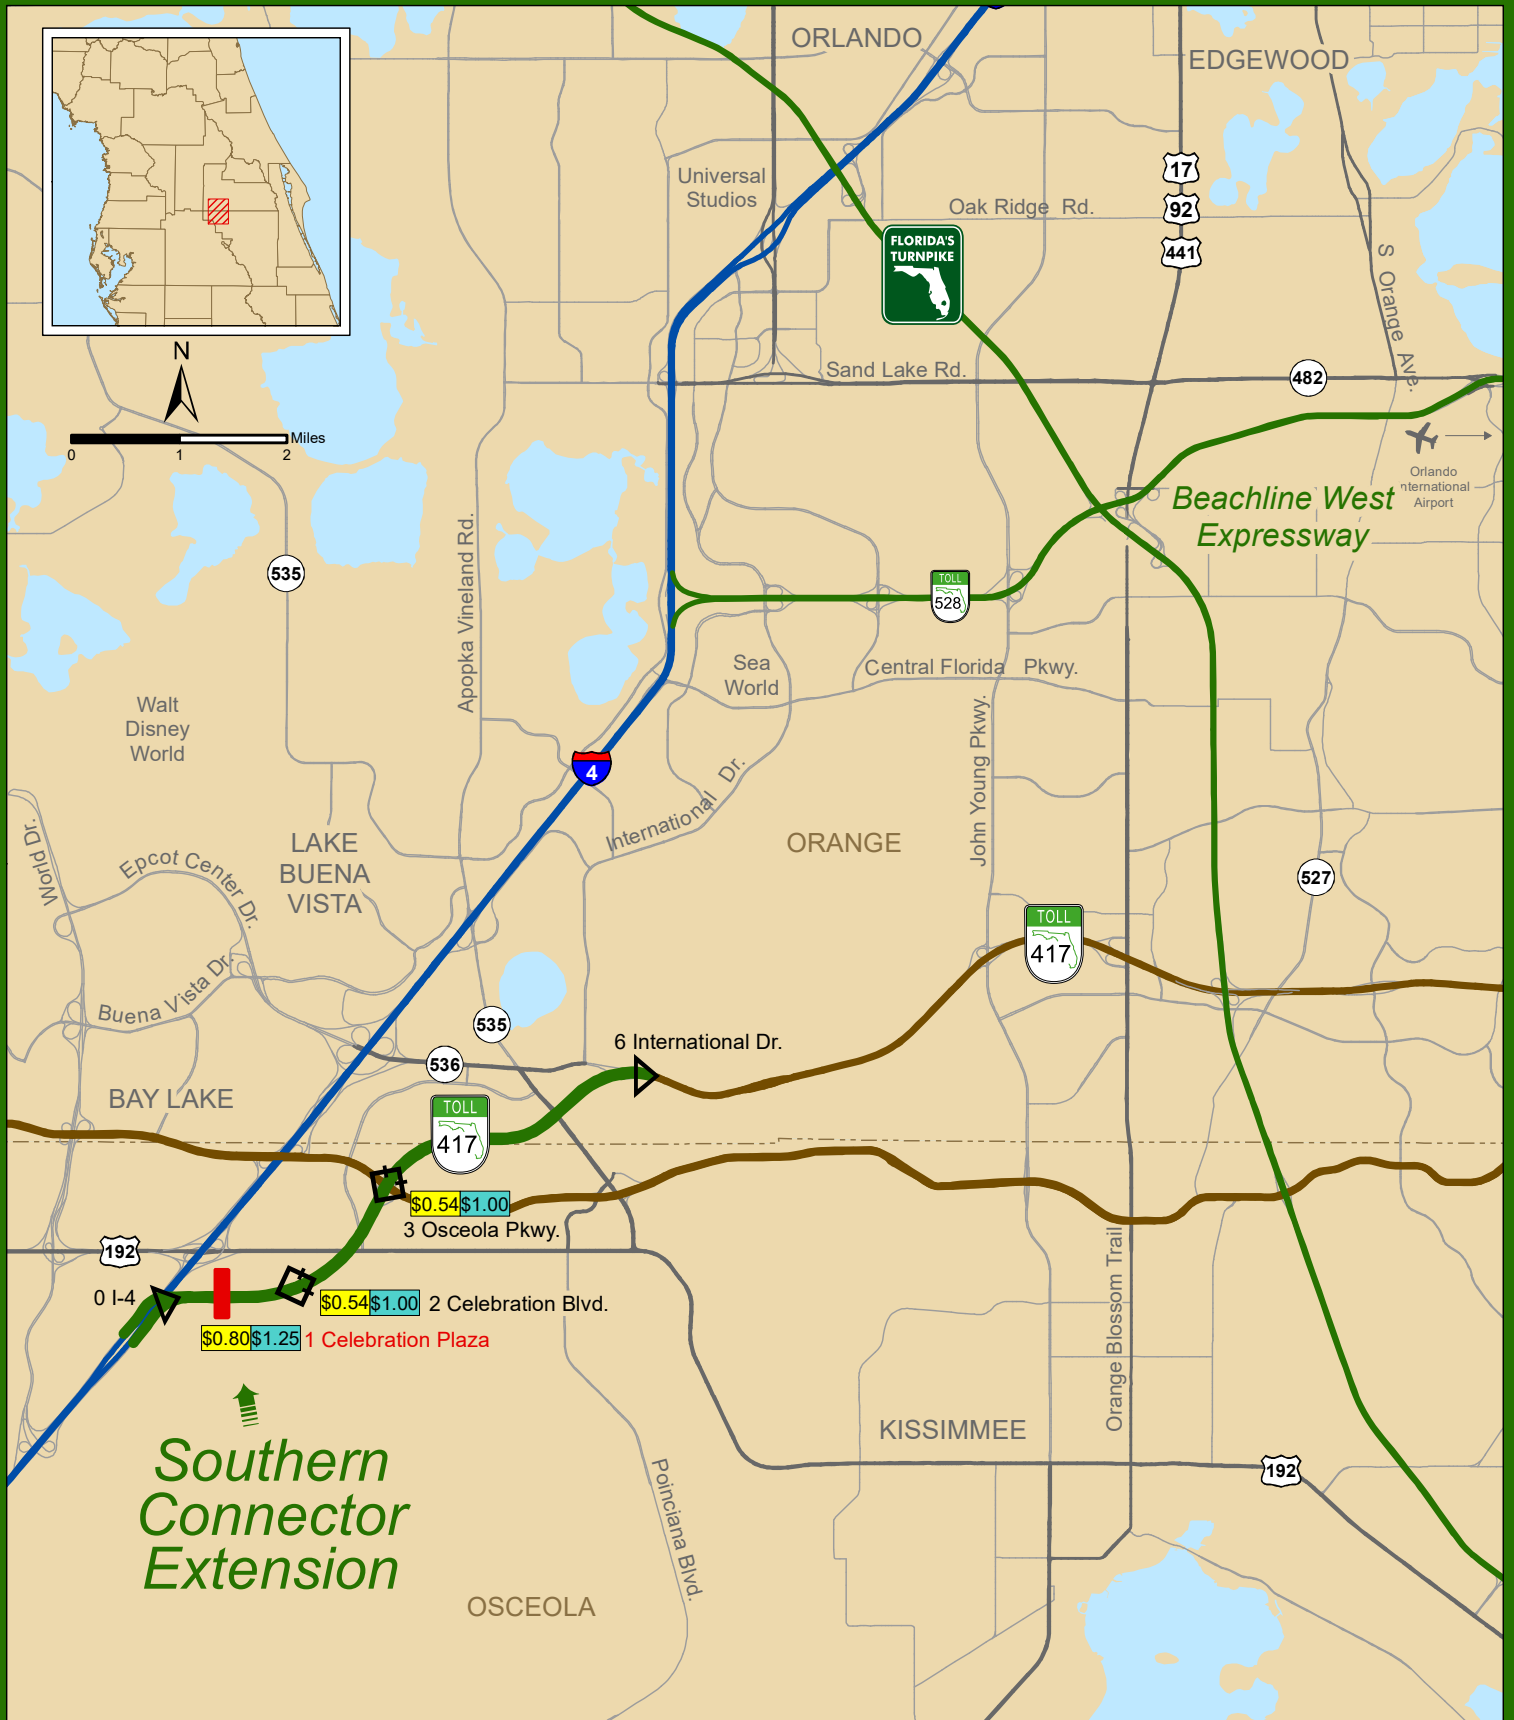 ORLANDO
EDGEWOOD
17
92
441
Universal
Studios
Oak Ridge Rd.
FLORIDA'S
TURNPIKE
S Orange Ave.
N
Miles
0 1 2
Sand Lake Rd.
482
Orlando
nternational
Airport
Beachline West
Expressway
535
Apopka Vineland Rd.
TOLL
528
Sea
World
Central Florida Pkwy.
Walt
Disney
World
John Young Pkwy.
4
International Dr.
World Dr.
Epcot Center Dr.
LAKE
BUENA
VISTA
ORANGE
527
TOLL
417
Buena Vista Dr.
535
536
6 International Dr.
BAY LAKE
TOLL
417
$0.54 $1.00
3 Osceola Pkwy.
192
0 I-4
$0.54 $1.00 2 Celebration Blvd.
$0.80 $1.25 1 Celebration Plaza
Orange Blossom Trail
Southern
Connector
Extension
KISSIMMEE
192
Poinciana Blvd.
OSCEOLA